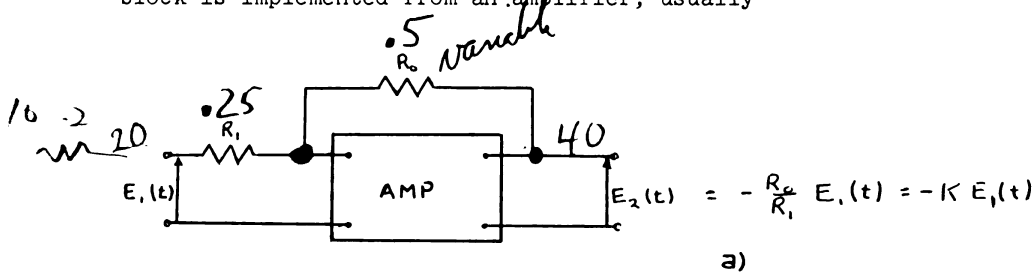 block is implemented from an amplifier, usually
.5 variable
R₀
10 .2 20
.25
R₁
40
E₁(t)
AMP
E₂(t) = - R₀/R₁ E₁(t) = -K E₁(t)
a)